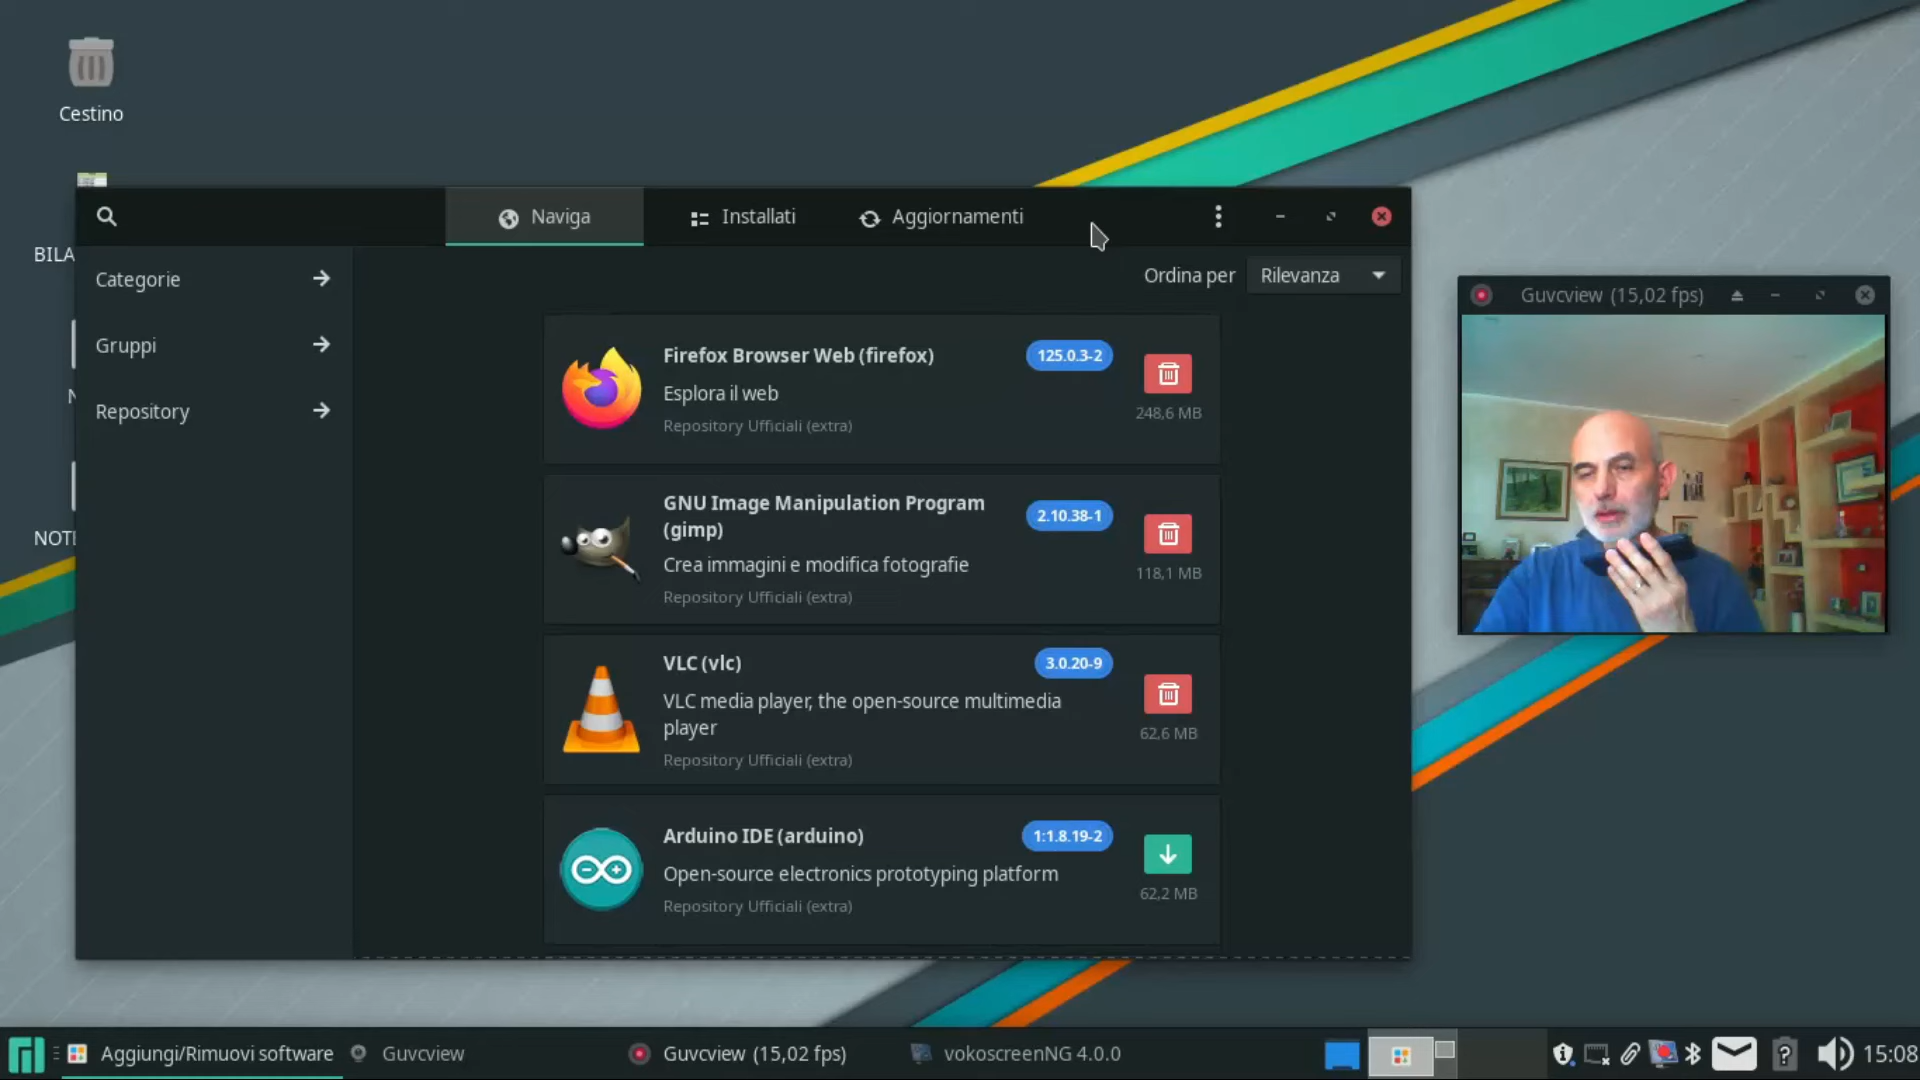 Cestino
BILA
NOTE
Naviga
Installati
Aggiornamenti
Categorie
Gruppi
Repository
Ordina per
Rilevanza
Firefox Browser Web (firefox)
125.0.3-2
Esplora il web
Repository Ufficiali (extra)
248,6 MB
GNU Image Manipulation Program
(gimp)
2.10.38-1
Crea immagini e modifica fotografie
Repository Ufficiali (extra)
118,1 MB
VLC (vlc)
3.0.20-9
VLC media player, the open-source multimedia
player
Repository Ufficiali (extra)
62,6 MB
Arduino IDE (arduino)
1:1.8.19-2
Open-source electronics prototyping platform
Repository Ufficiali (extra)
62,2 MB
Guvcview (15,02 fps)
Aggiungi/Rimuovi software
Guvcview
Guvcview (15,02 fps)
vokoscreenNG 4.0.0
15:08